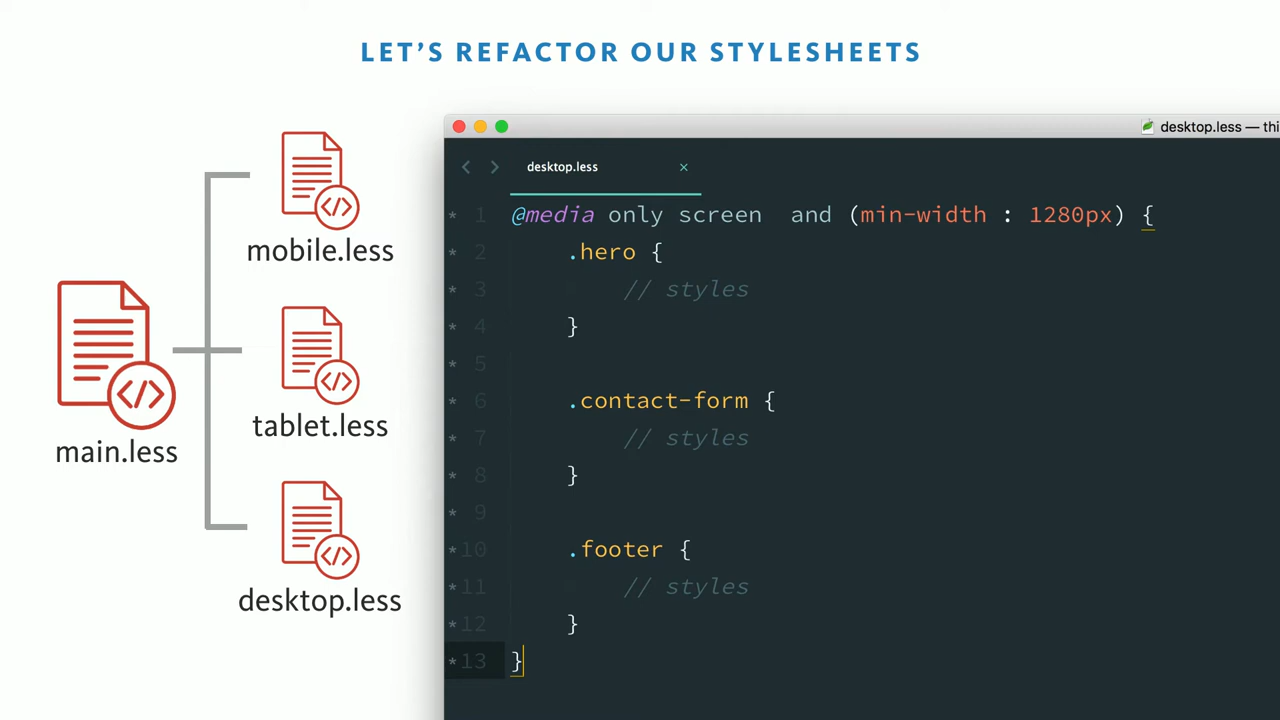 LET'S REFACTOR OUR STYLESHEETS
mobile.less
main.less
tablet.less
desktop.less
desktop.less — thi
desktop.less ×
* 1 @media only screen  and (min-width : 1280px) {
* 2     .hero {
* 3         // styles
* 4     }
* 5
* 6     .contact-form {
* 7         // styles
* 8     }
* 9
*10     .footer {
*11         // styles
*12     }
*13 }